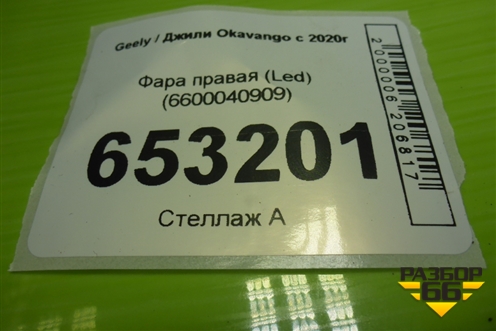 Geely / Джили Okavango с 2020г
Фара правая (Led)
(6600040909)
653201
Стеллаж А
2000006206817
РАЗБОР
66